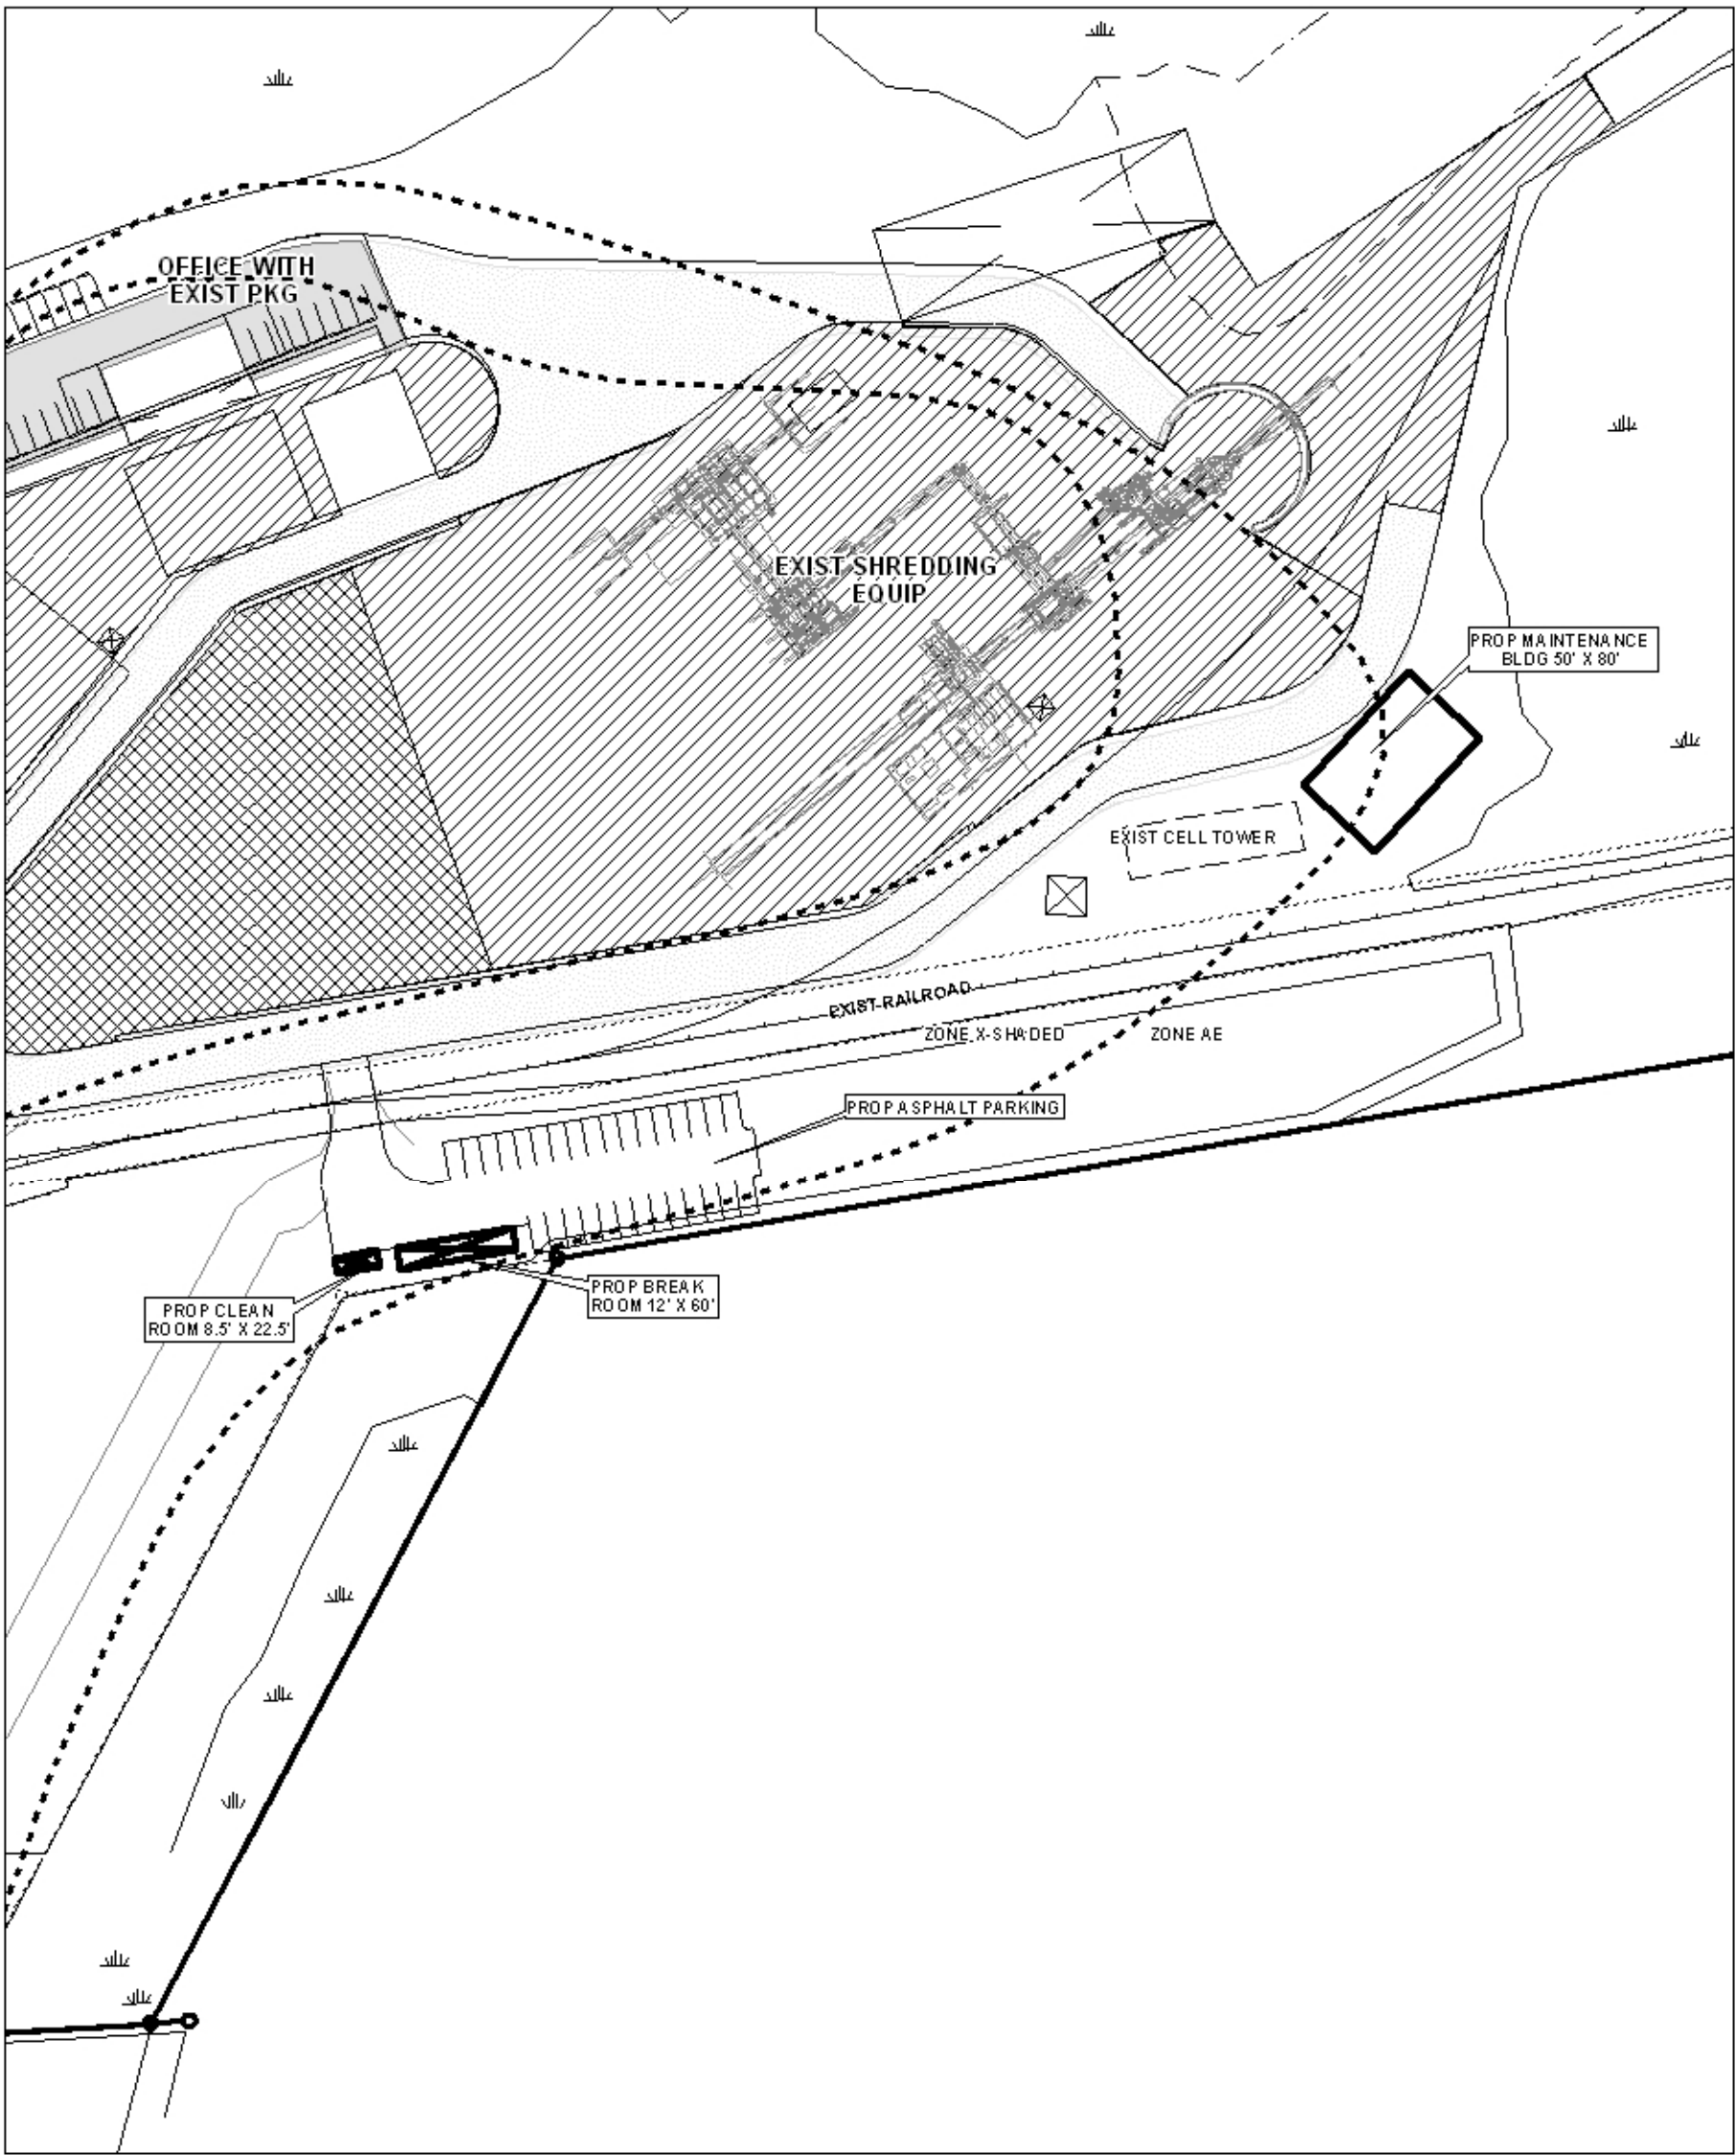 OFFICE WITH
EXIST PKG
EXIST SHREDDING
EQUIP
PROP MAINTENANCE
BLDG 50' X 80'
EXIST CELL TOWER
EXIST RAILROAD
ZONE X-SHADED
ZONE AE
PROP ASPHALT PARKING
PROP BREAK
ROOM 12' X 60'
PROP CLEAN
ROOM 8.5' X 22.5'